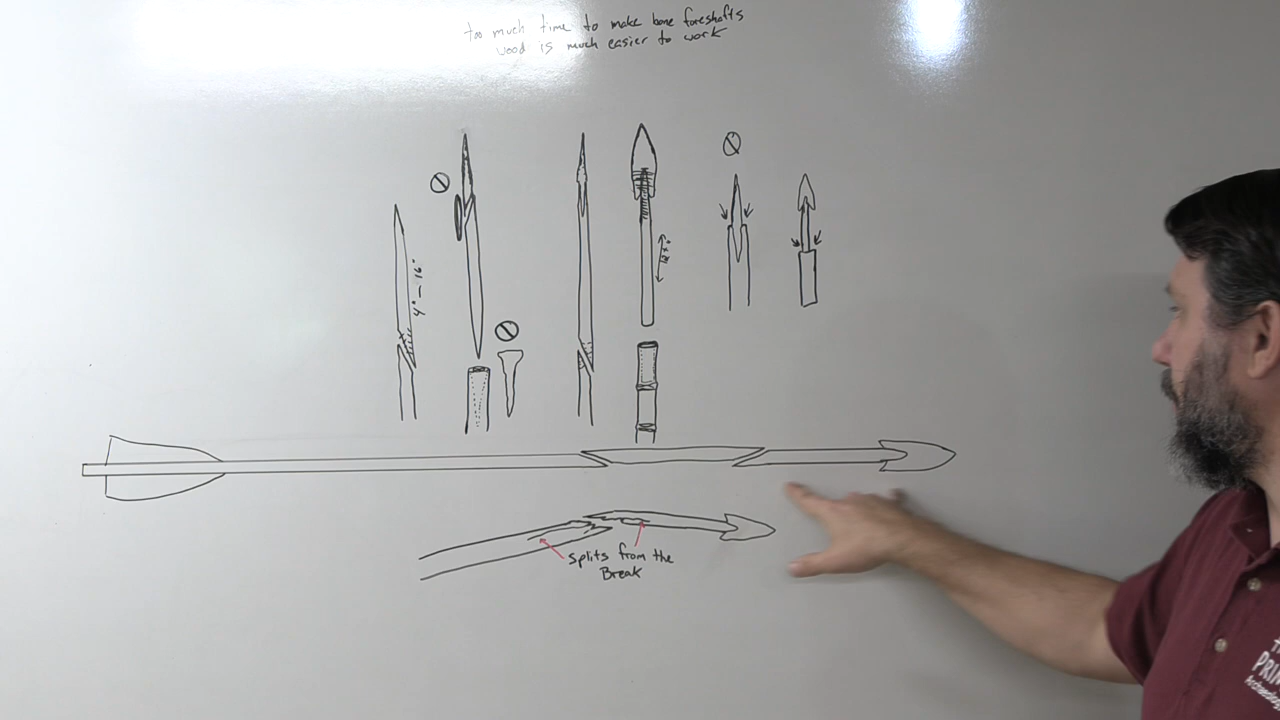 too much time to make bone foreshafts
wood is much easier to work
4" — 16"
splits from the
Break